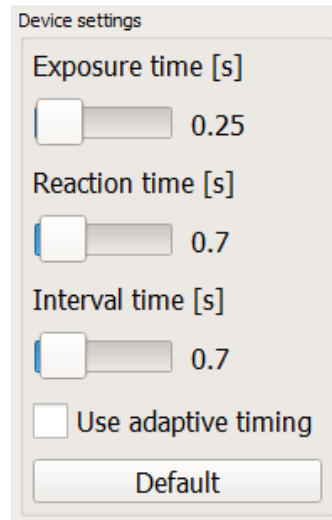 Device settings
Exposure time [s]
0.25
Reaction time [s]
0.7
Interval time [s]
0.7
Use adaptive timing
Default